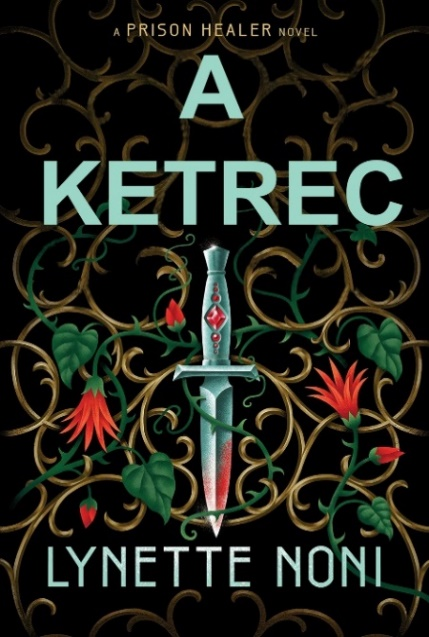 A PRISON HEALER NOVEL
A
KETREC
LYNETTE NONI